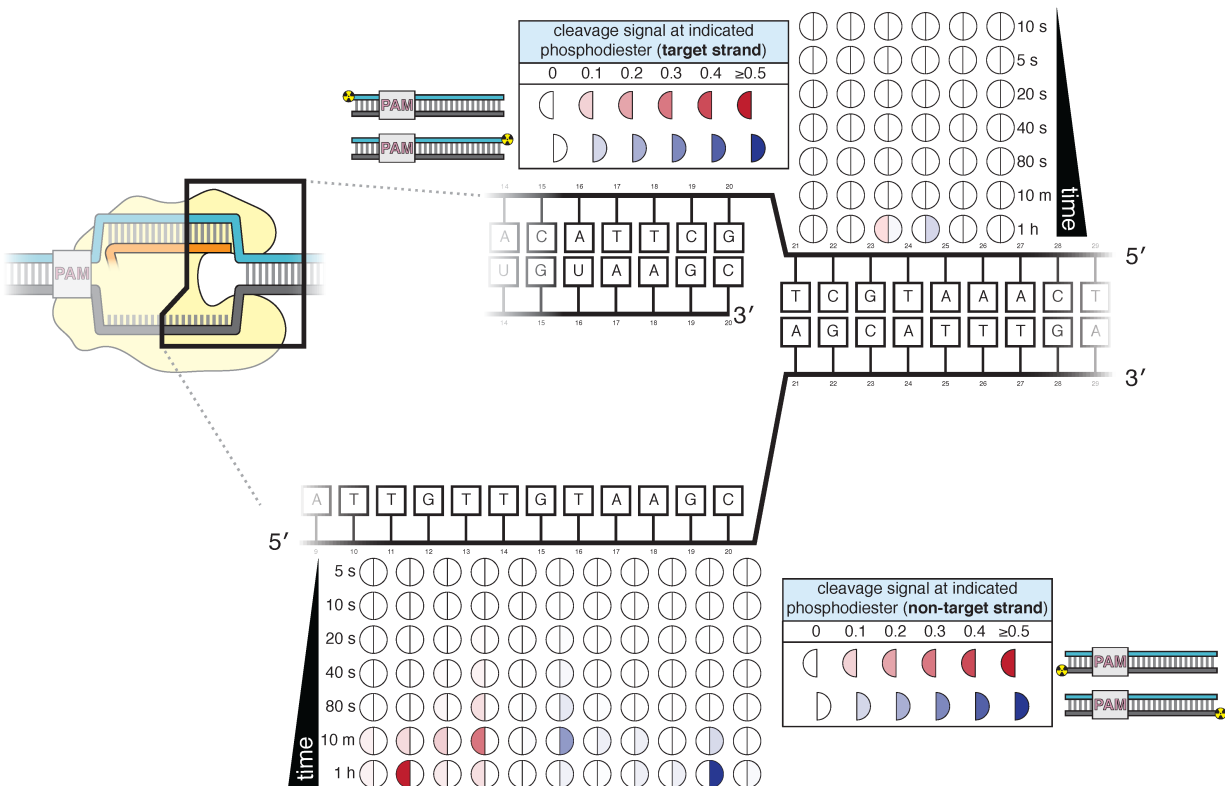 cleavage signal at indicated
phosphodiester (target strand)
0 0.1 0.2 0.3 0.4 ≥0.5
PAM
PAM
10 s
5 s
20 s
40 s
80 s
10 m
1 h
time
PAM
14 15 16 17 18 19 20
A C A T T C G
U G U A A G C
3′
14 15 16 17 18 19 20
21 22 23 24 25 26 27 28 29
5′
T C G T A A A C T
A G C A T T T G A
3′
21 22 23 24 25 26 27 28 29
A T T G T T G T A A G C
5′
9 10 11 12 13 14 15 16 17 18 19 20
5 s
10 s
20 s
40 s
80 s
10 m
1 h
time
cleavage signal at indicated
phosphodiester (non-target strand)
0 0.1 0.2 0.3 0.4 ≥0.5
PAM
PAM